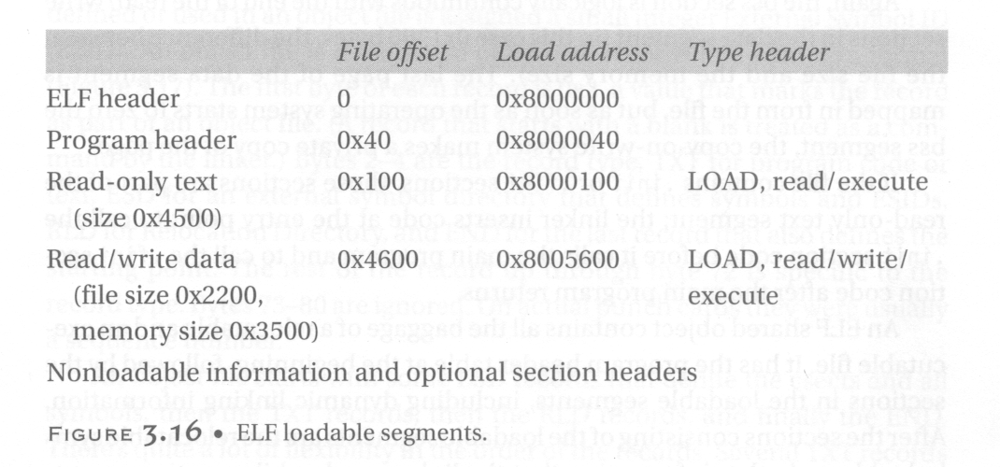 File offset Load address Type header
ELF header 0 0x8000000
Program header 0x40 0x8000040
Read-only text 0x100 0x8000100 LOAD, read/execute
(size 0x4500)
Read/write data 0x4600 0x8005600 LOAD, read/write/
(file size 0x2200, execute
memory size 0x3500)
Nonloadable information and optional section headers
FIGURE 3.16 • ELF loadable segments.